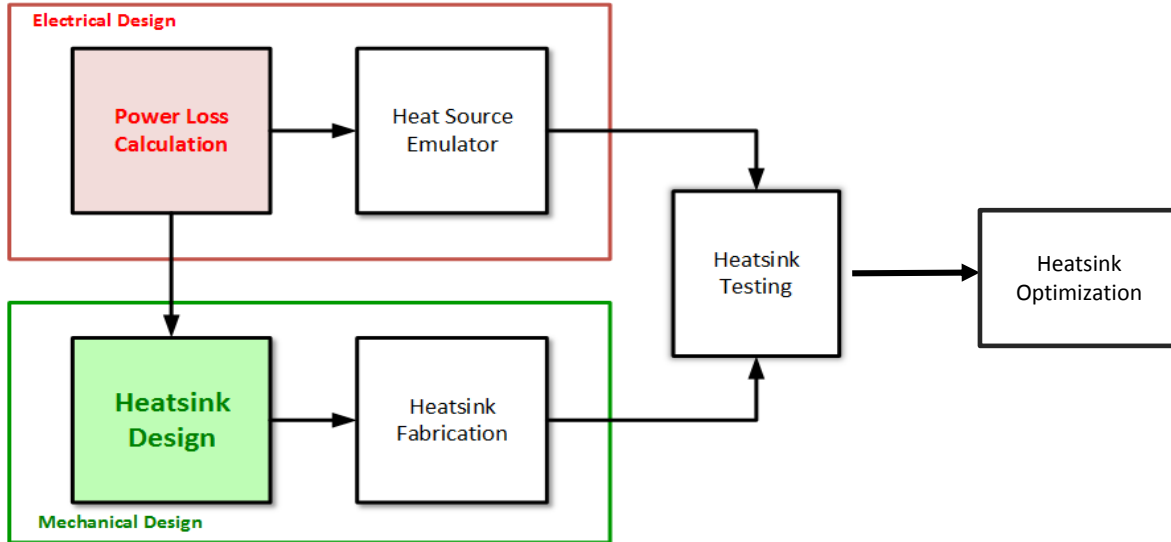 Electrical Design
Power Loss
Calculation
Heat Source
Emulator
Heatsink
Testing
Heatsink
Optimization
Heatsink
Design
Heatsink
Fabrication
Mechanical Design